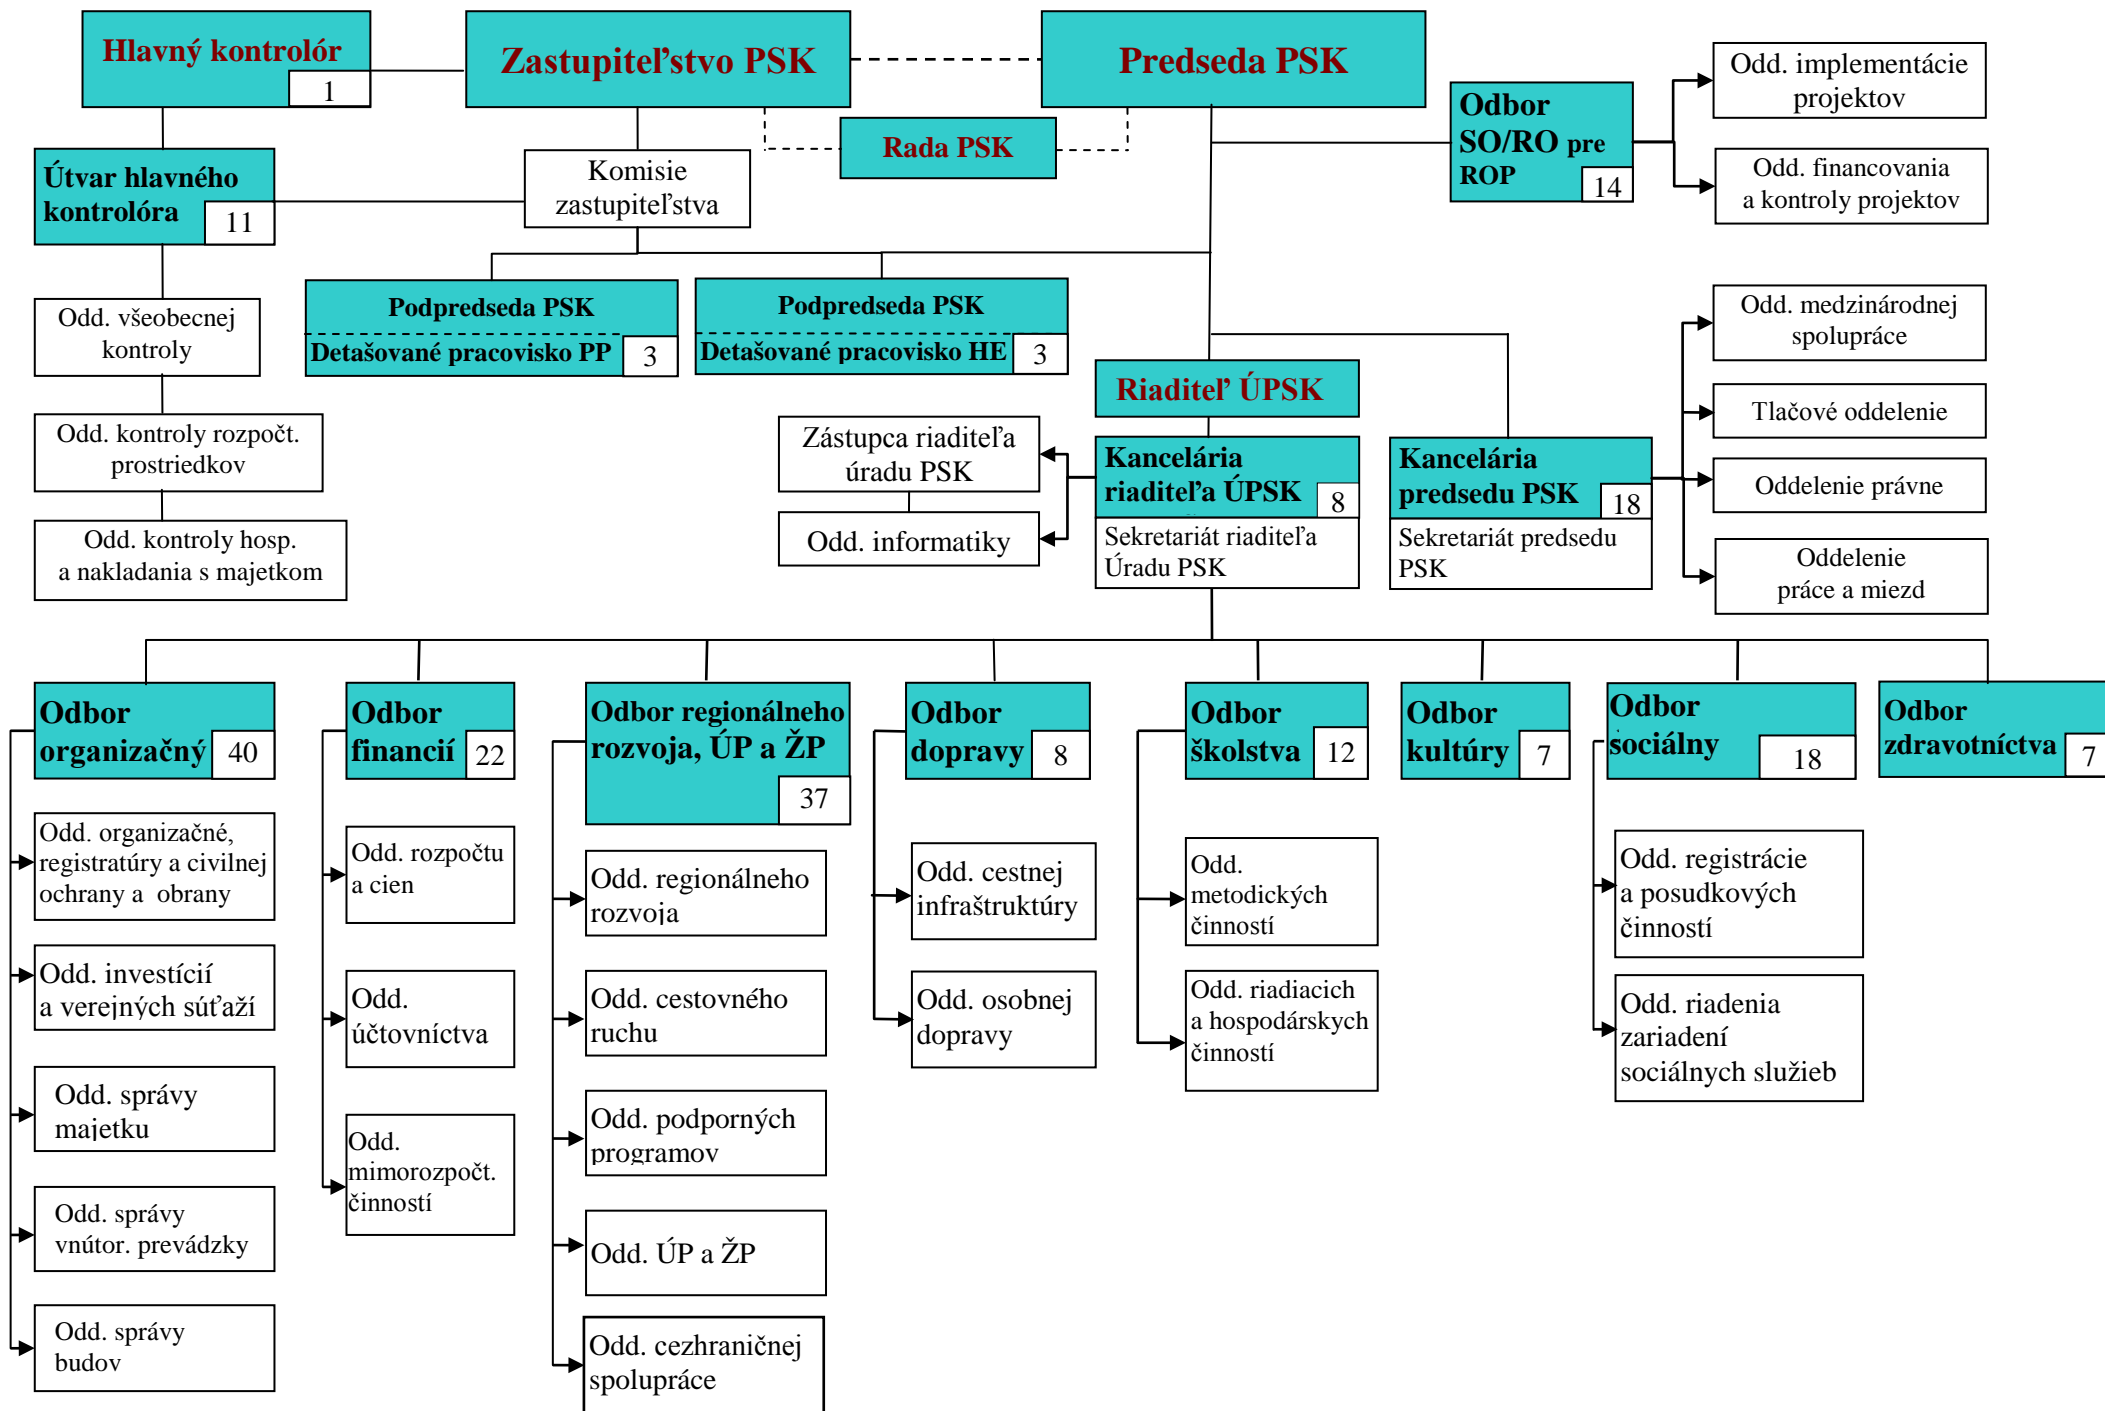 Hlavný kontrolór
1
Zastupiteľstvo PSK
Predseda PSK
Rada PSK
Odbor
SO/RO pre
ROP
14
Odd. implementácie
projektov
Odd. financovania
a kontroly projektov
Útvar hlavného
kontrolóra
11
Komisie
zastupiteľstva
Podpredseda PSK
Detašované pracovisko PP
3
Podpredseda PSK
Detašované pracovisko HE
3
Odd. všeobecnej
kontroly
Odd. kontroly rozpočt.
prostriedkov
Odd. kontroly hosp.
a nakladania s majetkom
Riaditeľ ÚPSK
Zástupca riaditeľa
úradu PSK
Odd. informatiky
Kancelária
riaditeľa ÚPSK
8
Sekretariát riaditeľa
Úradu PSK
Kancelária
predsedu PSK
18
Sekretariát predsedu
PSK
Odd. medzinárodnej
spolupráce
Tlačové oddelenie
Oddelenie právne
Oddelenie
práce a miezd
Odbor
organizačný
40
Odbor
financií
22
Odbor regionálneho
rozvoja, ÚP a ŽP
37
Odbor
dopravy
8
Odbor
školstva
12
Odbor
kultúry
7
Odbor
sociálny
18
Odbor
zdravotníctva
7
Odd. organizačné,
registratúry a civilnej
ochrany a obrany
Odd. investícií
a verejných súťaží
Odd. správy
majetku
Odd. správy
vnútor. prevádzky
Odd. správy
budov
Odd. rozpočtu
a cien
Odd.
účtovníctva
Odd.
mimorozpočt.
činností
Odd. regionálneho
rozvoja
Odd. cestovného
ruchu
Odd. podporných
programov
Odd. ÚP a ŽP
Odd. cezhraničnej
spolupráce
Odd. cestnej
infraštruktúry
Odd. osobnej
dopravy
Odd.
metodických
činností
Odd. riadiacich
a hospodárskych
činností
Odd. registrácie
a posudkových
činností
Odd. riadenia
zariadení
sociálnych služieb